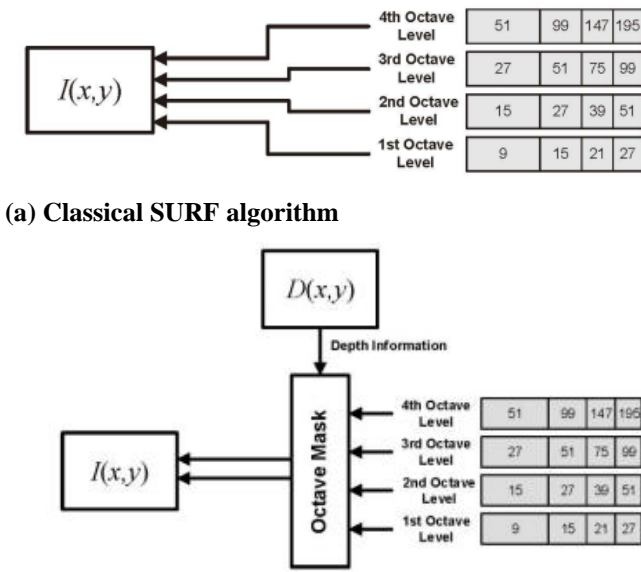 4th Octave
Level
51 99 147 195
3rd Octave
Level
27 51 75 99
I(x,y)
2nd Octave
Level
15 27 39 51
1st Octave
Level
9 15 21 27
(a) Classical SURF algorithm
D(x,y)
Depth Information
Octave Mask
4th Octave
Level
51 99 147 195
3rd Octave
Level
27 51 75 99
I(x,y)
2nd Octave
Level
15 27 39 51
1st Octave
Level
9 15 21 27